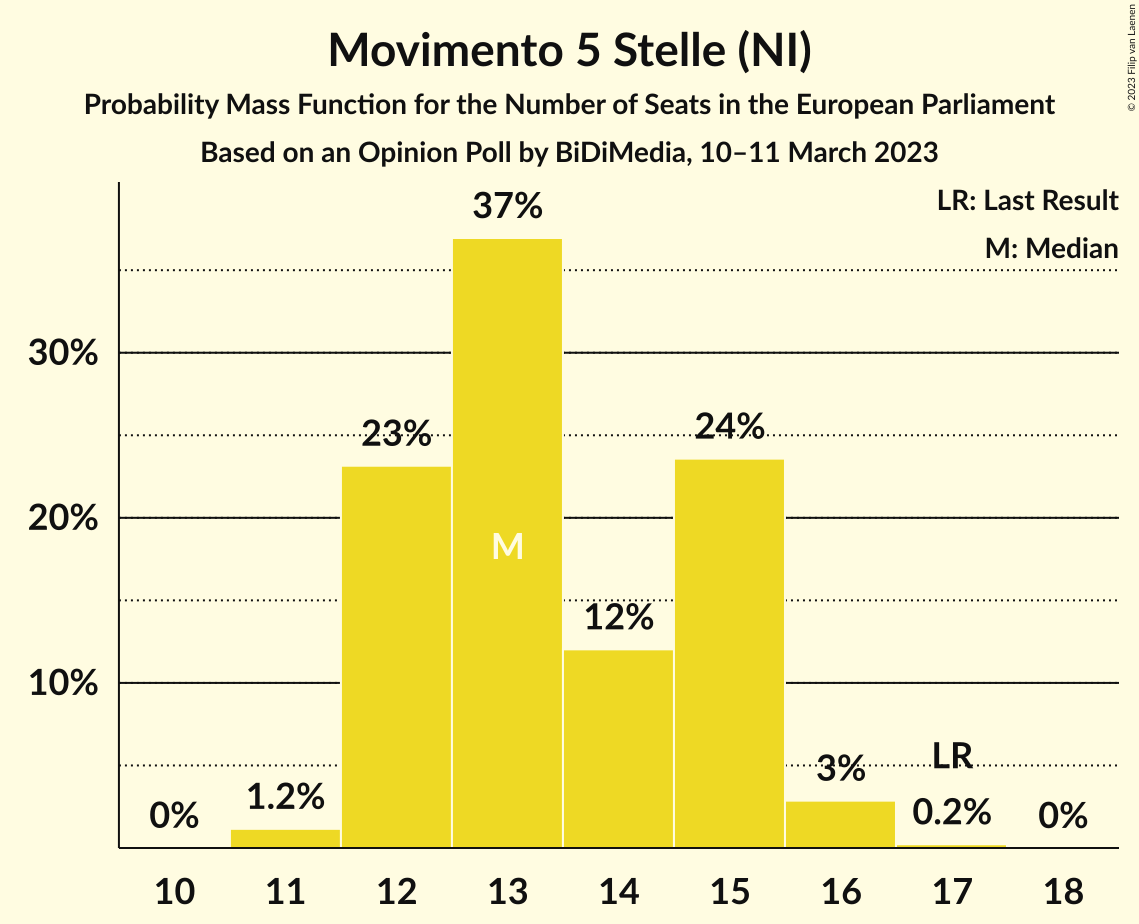 Movimento 5 Stelle (NI)
Probability Mass Function for the Number of Seats in the European Parliament
Based on an Opinion Poll by BiDiMedia, 10–11 March 2023
© 2023 Filip van Laenen
LR: Last Result
M: Median
37%
30%
23%
24%
20%
M
12%
10%
LR
3%
1.2%
0.2%
0%
0%
10 11 12 13 14 15 16 17 18